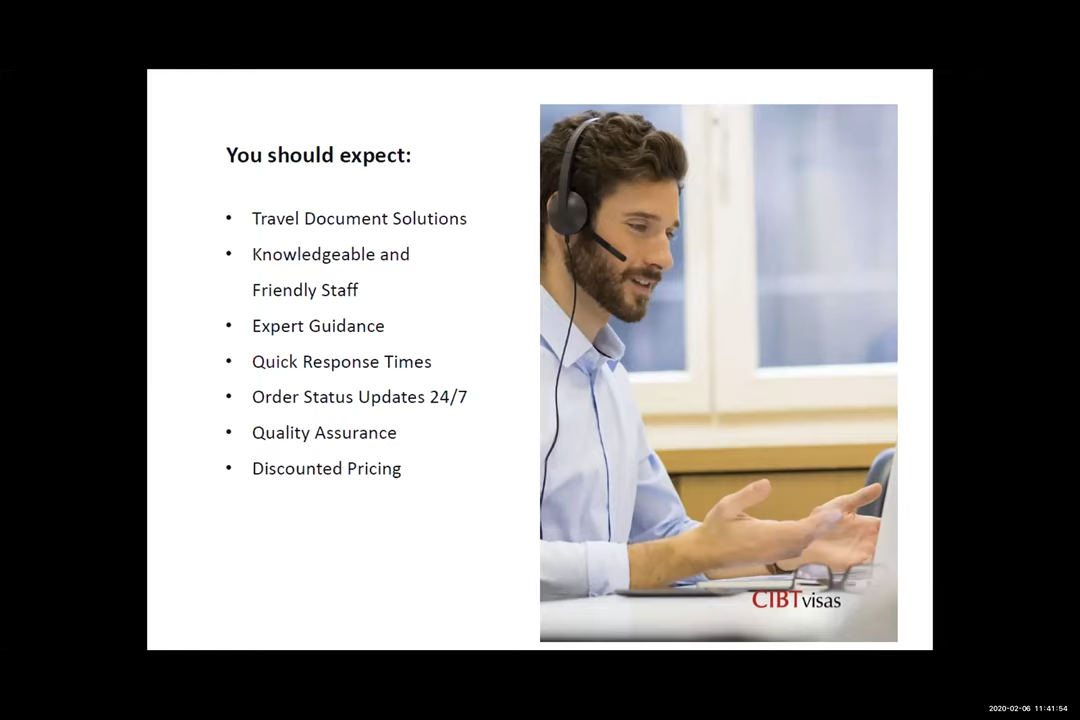 You should expect:
• Travel Document Solutions
• Knowledgeable and
Friendly Staff
• Expert Guidance
• Quick Response Times
• Order Status Updates 24/7
• Quality Assurance
• Discounted Pricing
CIBTvisas
2020-02-06 11:41:54